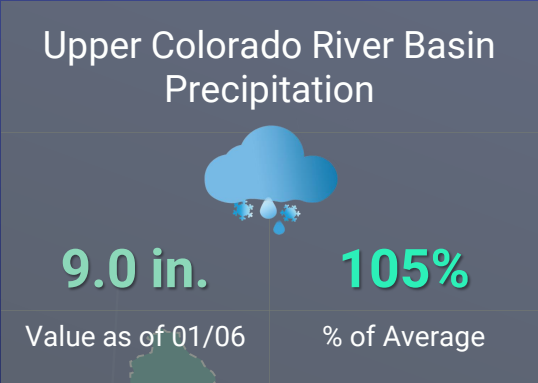 Upper Colorado River Basin
Precipitation
9.0 in.
105%
Value as of 01/06
% of Average